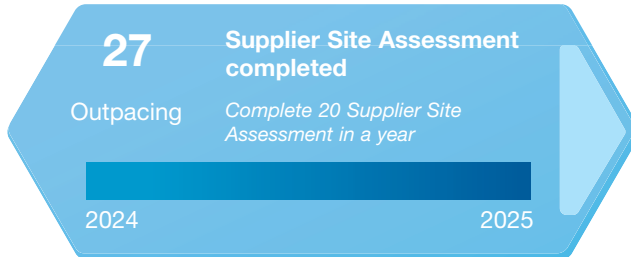 27
Outpacing
Supplier Site Assessment
completed
Complete 20 Supplier Site
Assessment in a year
2024
2025